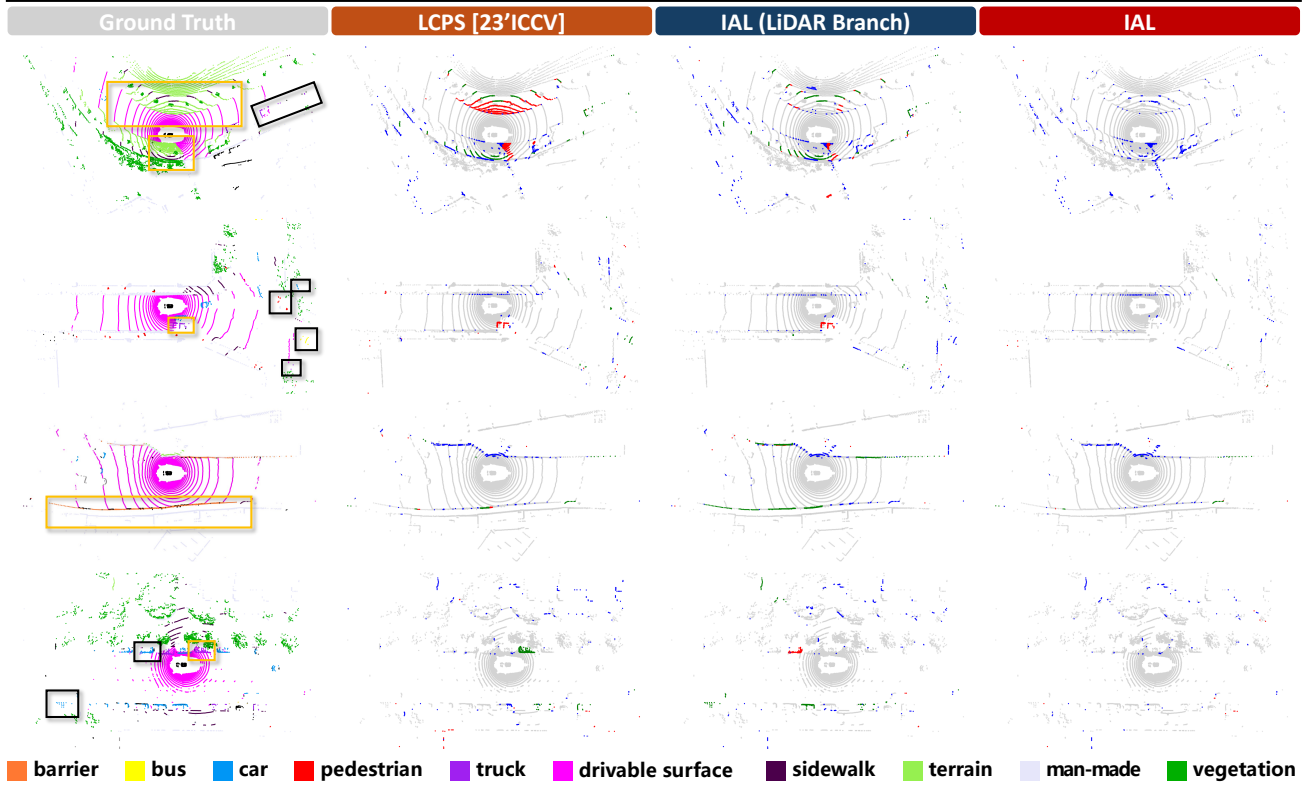 Ground Truth LCPS [23'ICCV] IAL (LiDAR Branch) IAL
barrier bus car pedestrian truck drivable surface sidewalk terrain man-made vegetation